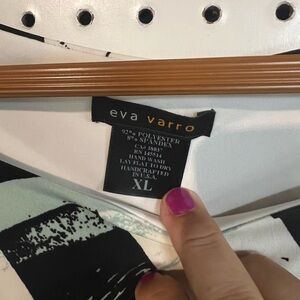 eva varro
92% POLYESTER
8% SPANDEX
HAND WASH
LAY FLAT TO DRY
HANDCRAFTED
IN U.S.A.
XL